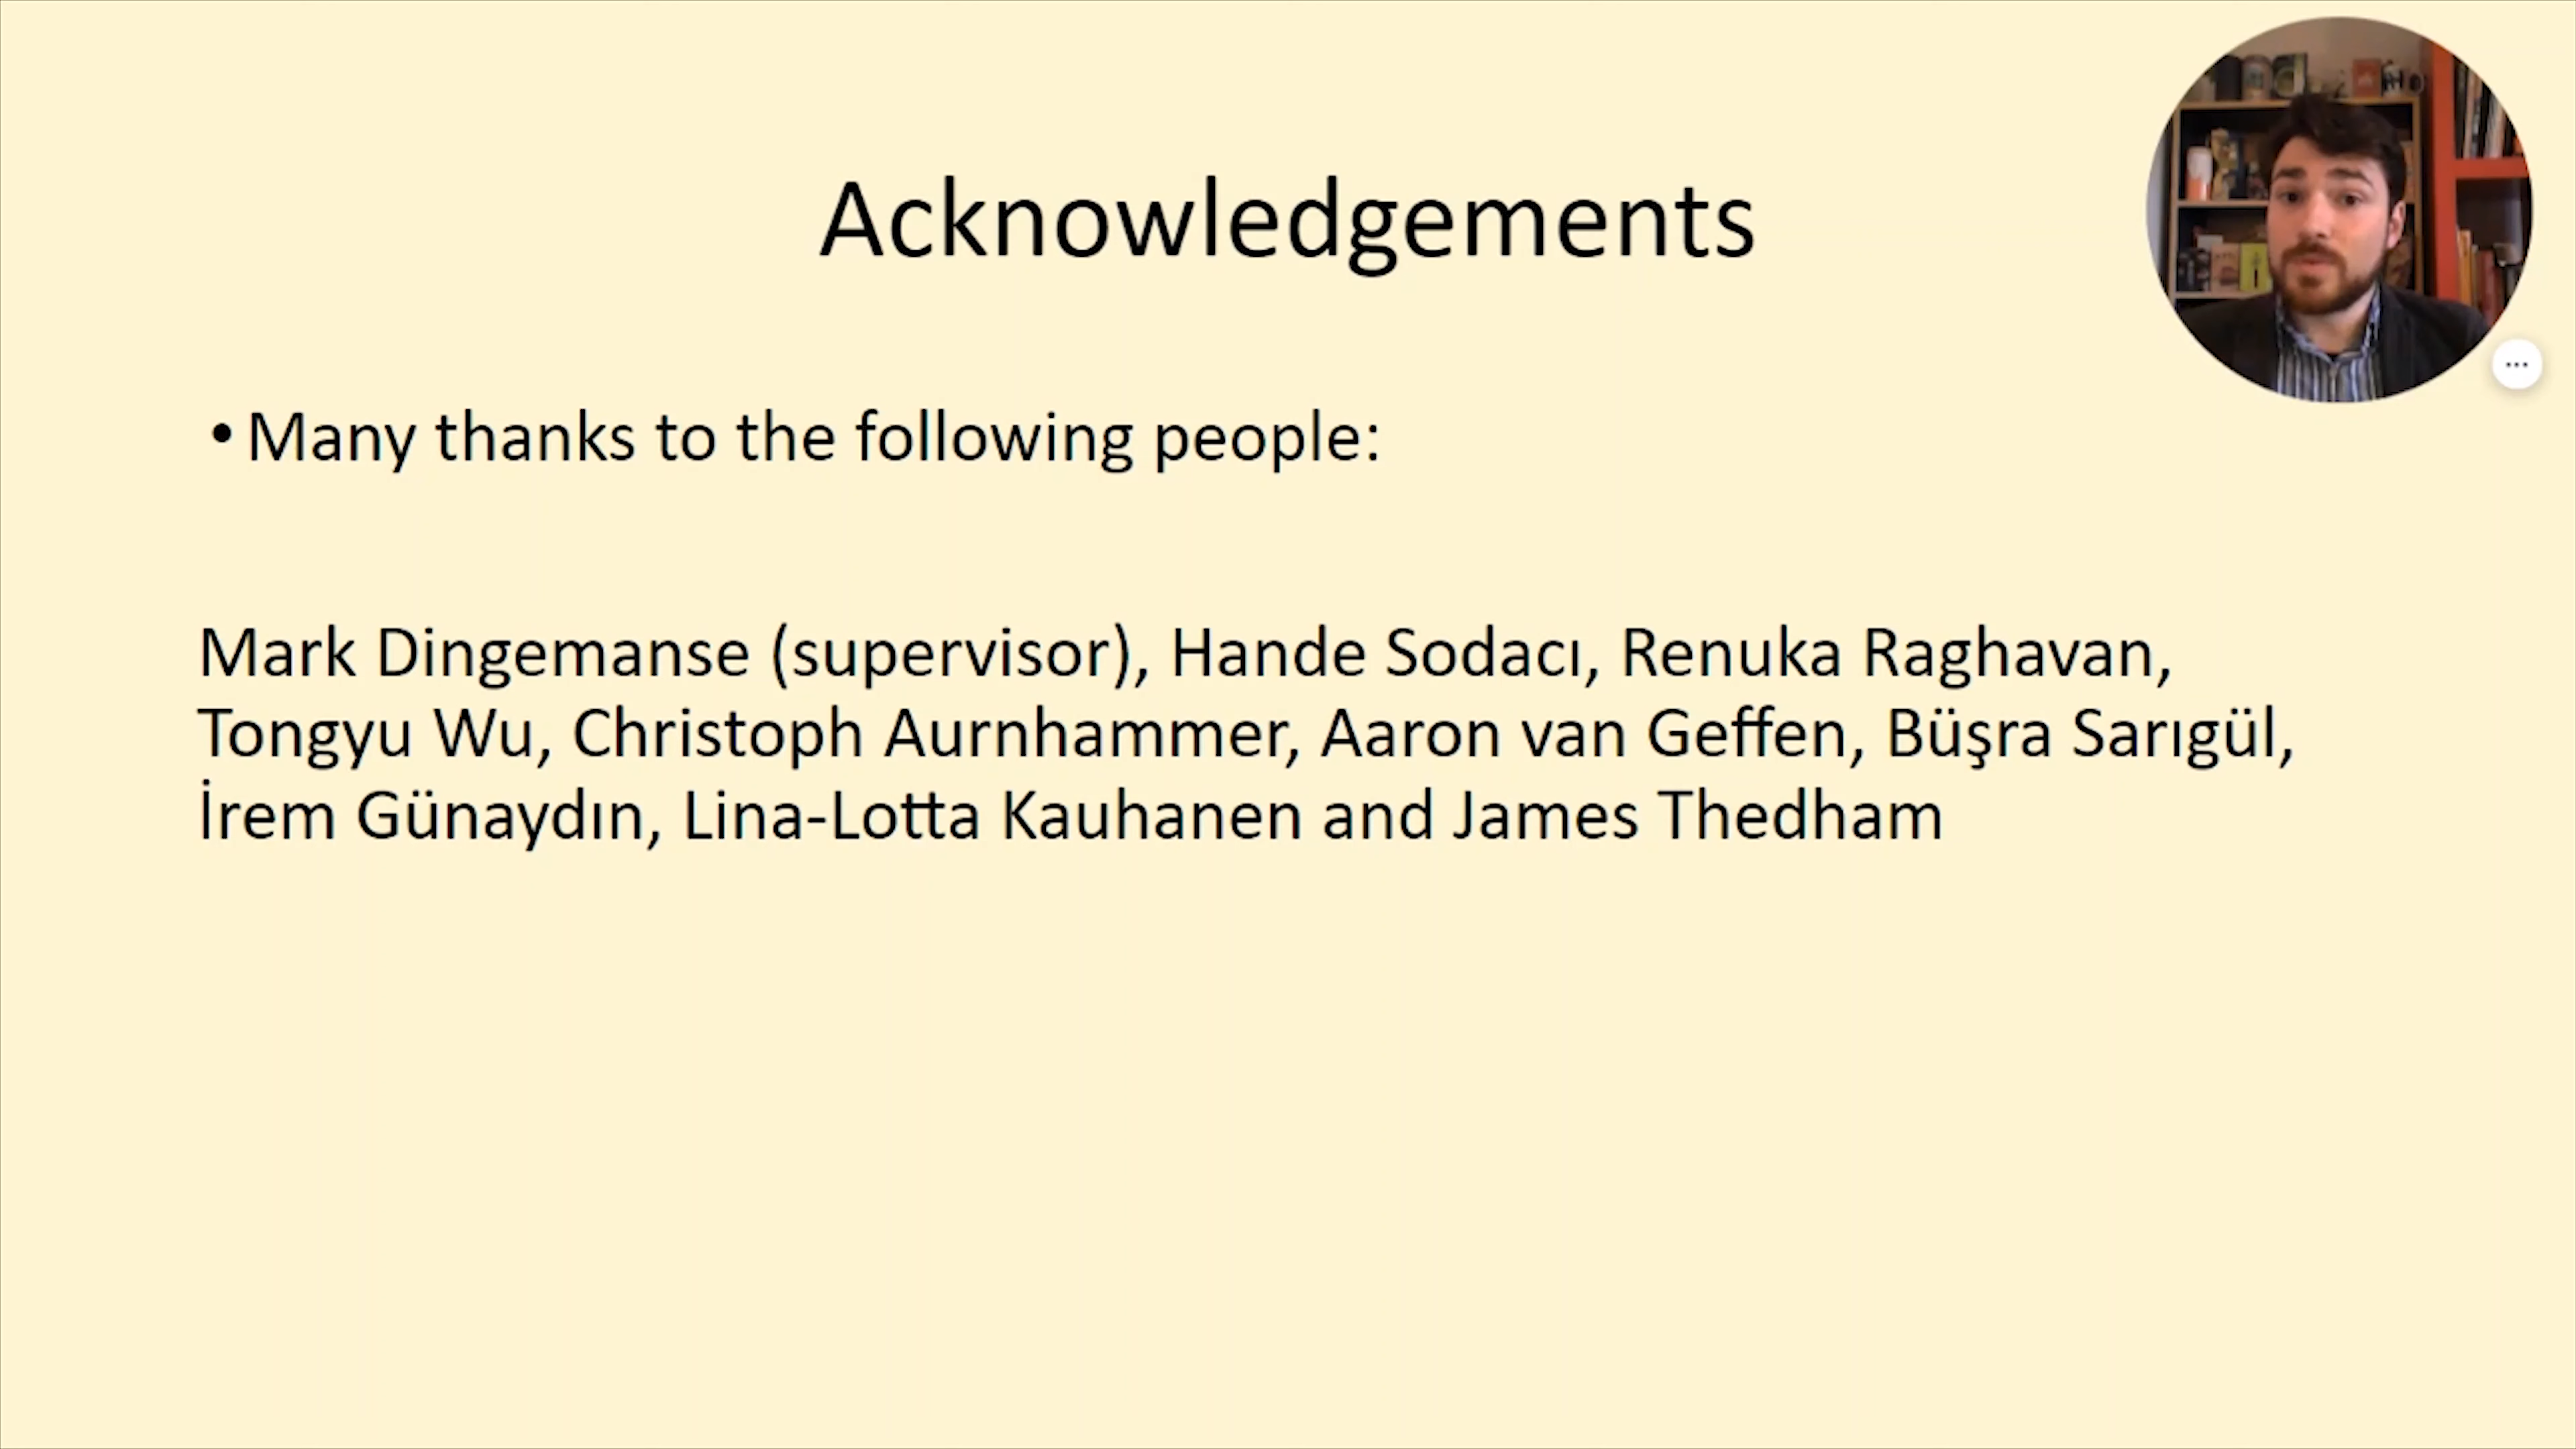 Acknowledgements
• Many thanks to the following people:
Mark Dingemanse (supervisor), Hande Sodacı, Renuka Raghavan,
Tongyu Wu, Christoph Aurnhammer, Aaron van Geffen, Büşra Sarıgül,
İrem Günaydın, Lina-Lotta Kauhanen and James Thedham